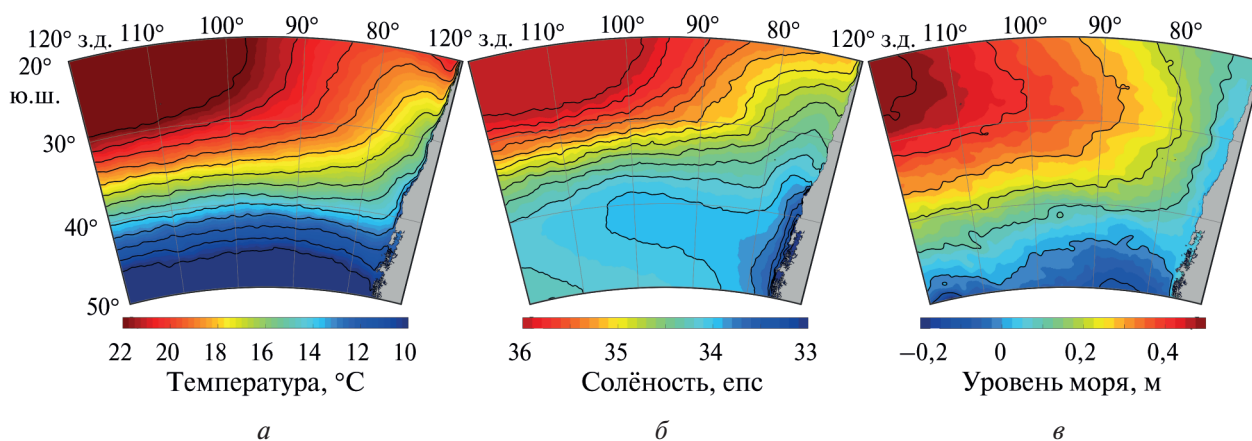 120° з.д. 110° 100° 90° 80° 120° з.д. 110° 100° 90° 80° 120° з.д. 110° 100° 90° 80°
20°
ю.ш.
30°
40°
50°
22 20 18 16 14 12 10 36 35 34 33 −0,2 0 0,2 0,4
Температура, °C Солёность, епс Уровень моря, м
а б в